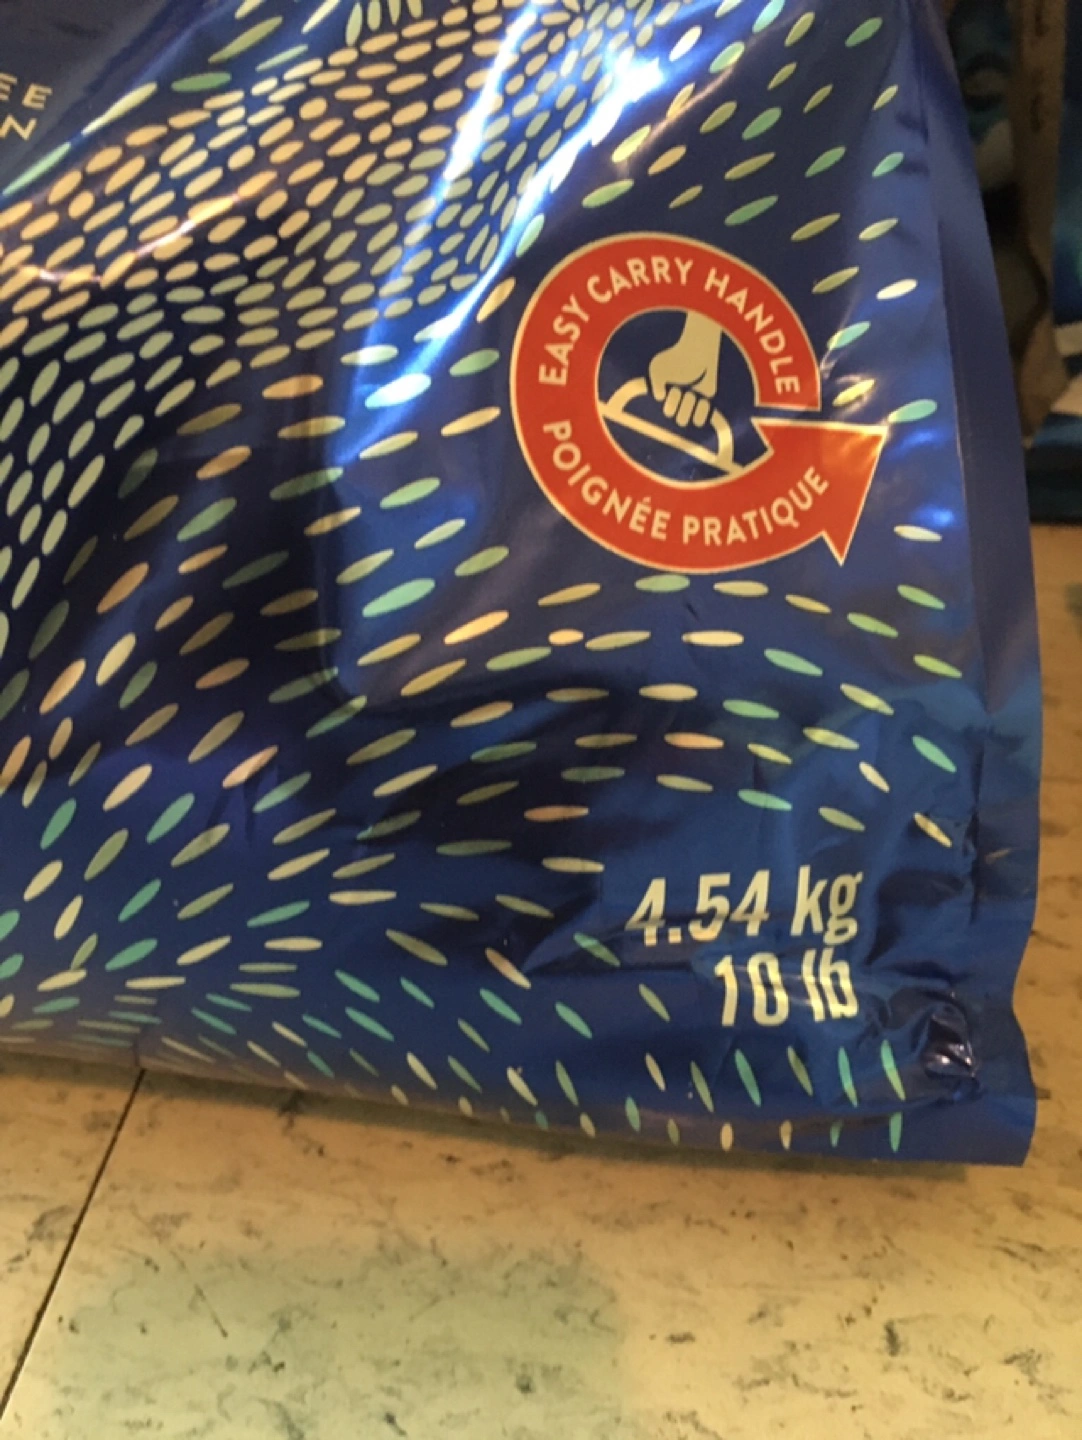 EASY CARRY HANDLE
POIGNÉE PRATIQUE
4.54 kg
10 lb